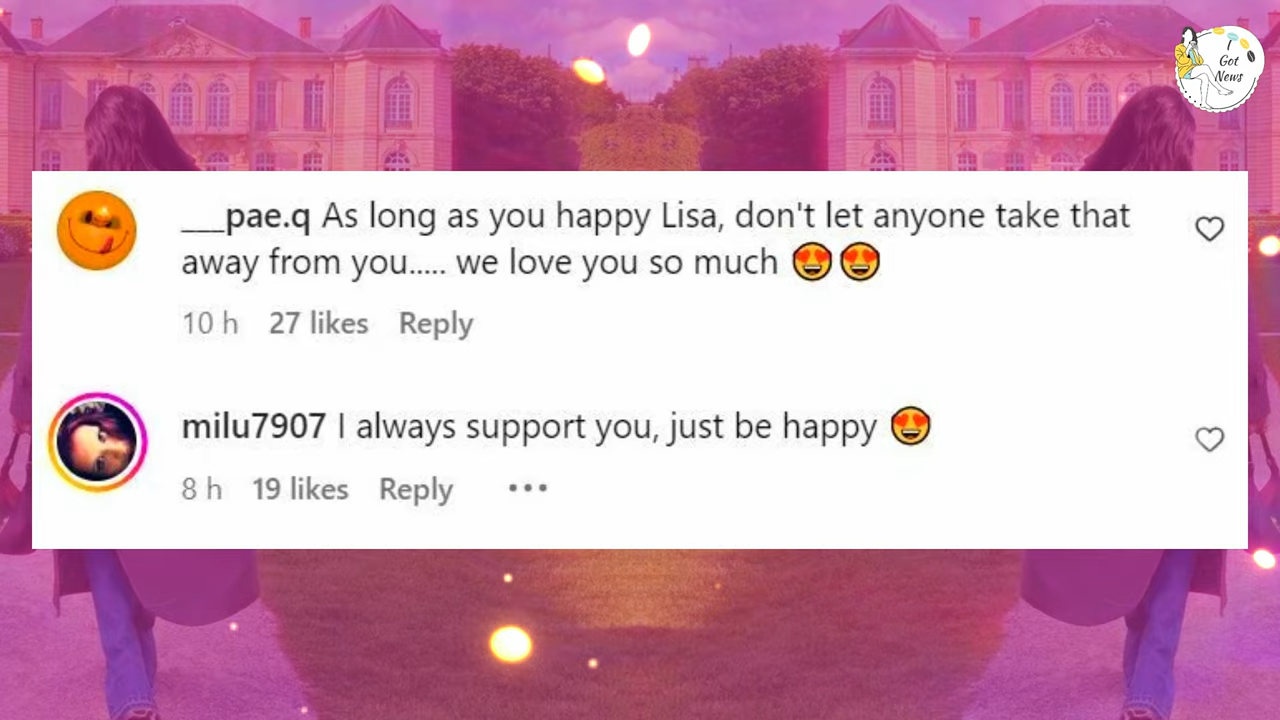 I
Got
News
___pae.q As long as you happy Lisa, don't let anyone take that
away from you..... we love you so much 😍😍
10 h 27 likes Reply
milu7907 I always support you, just be happy 😍
8 h 19 likes Reply •••